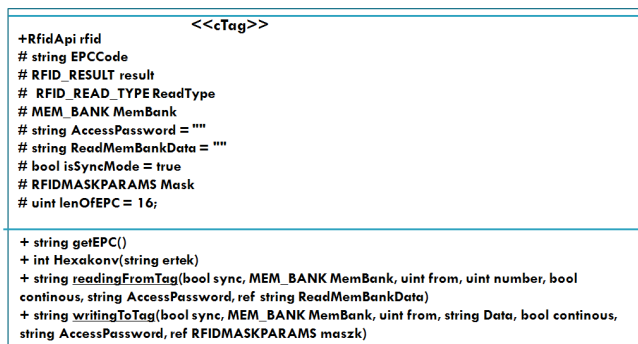 <<cTag>>
+RfidApi rfid
# string EPCCode
# RFID_RESULT result
# RFID_READ_TYPE ReadType
# MEM_BANK MemBank
# string AccessPassword = ""
# string ReadMemBankData = ""
# bool isSyncMode = true
# RFIDMASKPARAMS Mask
# uint lenOfEPC = 16;
+ string getEPC()
+ int Hexakonv(string ertek)
+ string readingFromTag(bool sync, MEM_BANK MemBank, uint from, uint number, bool
continous, string AccessPassword, ref string ReadMemBankData)
+ string writingToTag(bool sync, MEM_BANK MemBank, uint from, string Data, bool continous,
string AccessPassword, ref RFIDMASKPARAMS maszk)